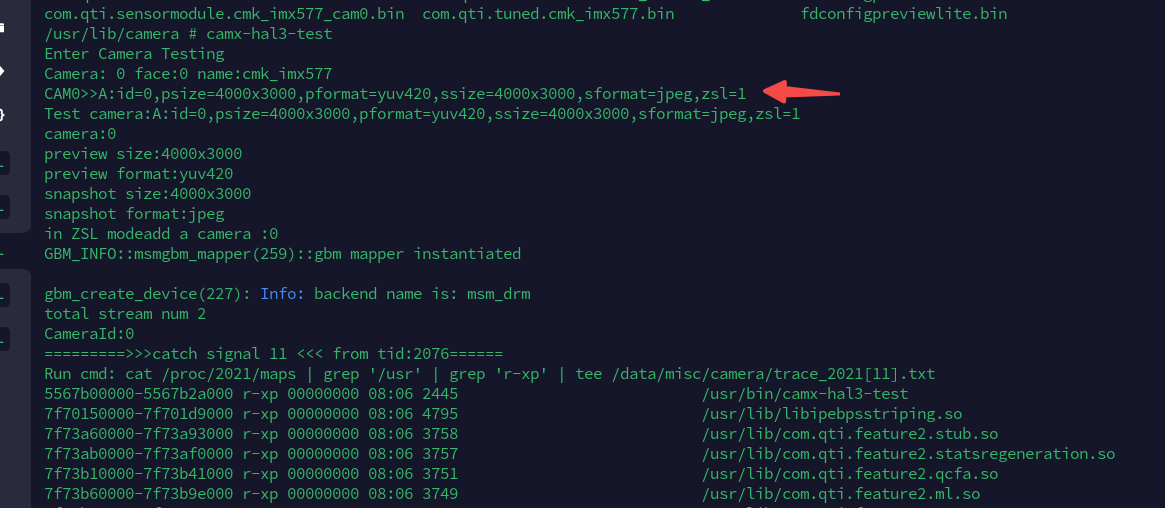 com.qti.sensormodule.cmk_imx577_cam0.bin  com.qti.tuned.cmk_imx577.bin              fdconfigpreviewlite.bin
/usr/lib/camera # camx-hal3-test
Enter Camera Testing
Camera: 0 face:0 name:cmk_imx577
CAM0>>A:id=0,psize=4000x3000,pformat=yuv420,ssize=4000x3000,sformat=jpeg,zsl=1
Test camera:A:id=0,psize=4000x3000,pformat=yuv420,ssize=4000x3000,sformat=jpeg,zsl=1
camera:0
preview size:4000x3000
preview format:yuv420
snapshot size:4000x3000
snapshot format:jpeg
in ZSL modeadd a camera :0
GBM_INFO::msmgbm_mapper(259)::gbm mapper instantiated
gbm_create_device(227): Info: backend name is: msm_drm
total stream num 2
CameraId:0
=========>>>catch signal 11 <<< from tid:2076======
Run cmd: cat /proc/2021/maps | grep '/usr' | grep 'r-xp' | tee /data/misc/camera/trace_2021[11].txt
5567b00000-5567b2a000 r-xp 00000000 08:06 2445                       /usr/bin/camx-hal3-test
7f70150000-7f701d9000 r-xp 00000000 08:06 4795                       /usr/lib/libipebpsstriping.so
7f73a60000-7f73a93000 r-xp 00000000 08:06 3758                       /usr/lib/com.qti.feature2.stub.so
7f73ab0000-7f73af0000 r-xp 00000000 08:06 3757                       /usr/lib/com.qti.feature2.statsregeneration.so
7f73b10000-7f73b41000 r-xp 00000000 08:06 3751                       /usr/lib/com.qti.feature2.qcfa.so
7f73b60000-7f73b9e000 r-xp 00000000 08:06 3749                       /usr/lib/com.qti.feature2.ml.so